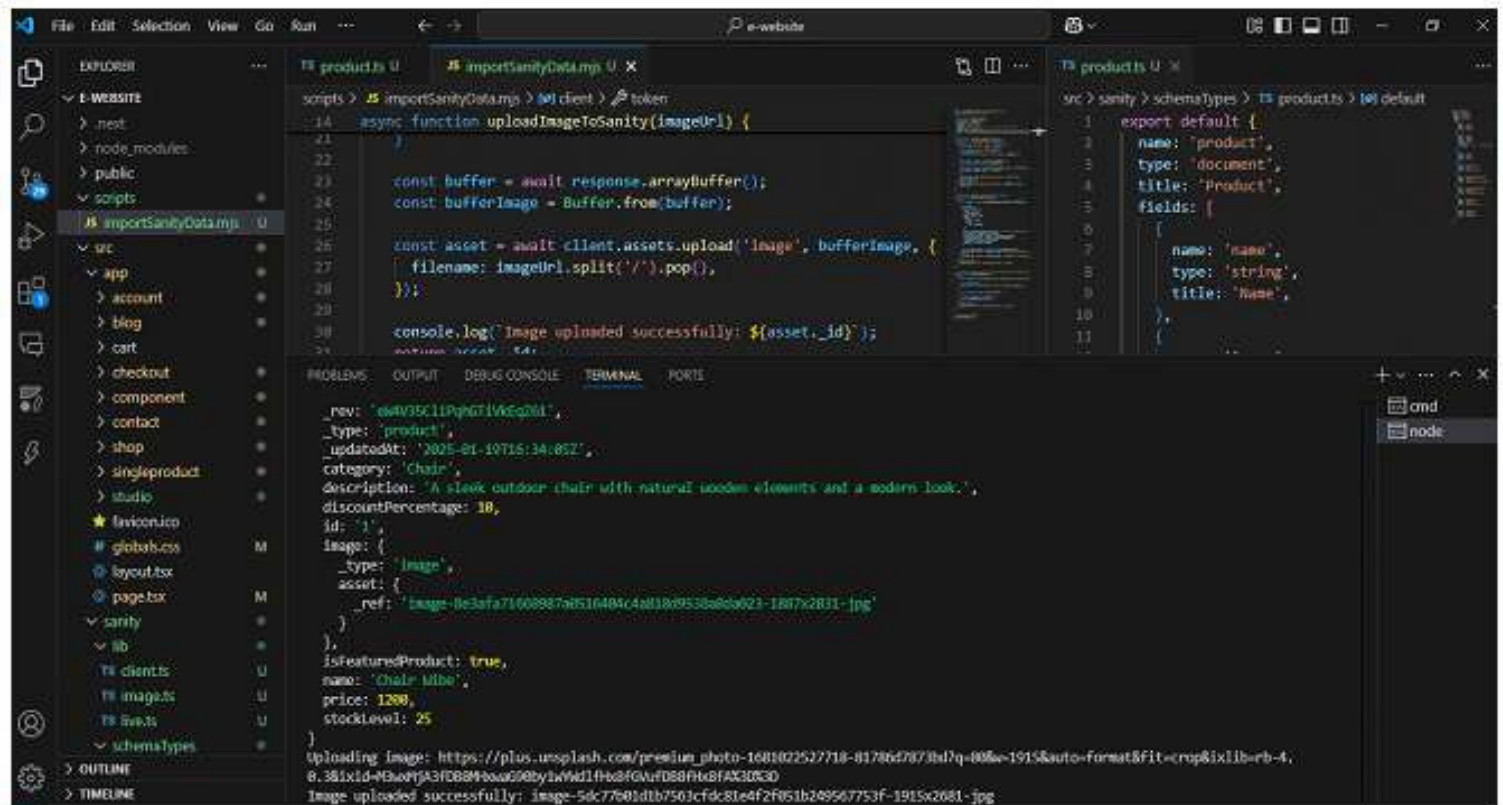 File Edit Selection View Go Run ...
e-website
EXPLORER
E-WEBSITE
.next
node_modules
public
scripts
JS importSanityData.mjs U
src
app
account
blog
cart
checkout
component
contact
shop
singleproduct
studio
favicon.ico
# globals.css M
layout.tsx
page.tsx M
sanity
lib
TS client.ts U
TS image.ts U
TS live.ts U
schemaTypes
OUTLINE
TIMELINE
TS product.ts U JS importSanityData.mjs U
scripts > JS importSanityData.mjs > client > token
14 async function uploadImageToSanity(imageUrl) {
21 }
22
23 const buffer = await response.arrayBuffer();
24 const bufferImage = Buffer.from(buffer);
25
26 const asset = await client.assets.upload('image', bufferImage, {
27 filename: imageUrl.split('/').pop(),
28 });
29
30 console.log(`Image uploaded successfully: ${asset._id}`);
TS product.ts U
src > sanity > schemaTypes > TS product.ts > default
1 export default {
2 name: 'product',
3 type: 'document',
4 title: 'Product',
5 fields: [
6 {
7 name: 'name',
8 type: 'string',
9 title: 'Name',
10 },
11 {
PROBLEMS OUTPUT DEBUG CONSOLE TERMINAL PORTS
cmd
node
_rev:
_type: 'product',
_updatedAt: '2025-01-19T16:34:05Z',
category: 'Chair',
description: 'A sleek outdoor chair with natural wooden elements and a modern look.',
discountPercentage: 10,
id: '1',
image: {
_type: 'image',
asset: {
_ref:
}
},
isFeaturedProduct: true,
name: 'Chair Wibe',
price: 1200,
stockLevel: 25
}
Uploading image:
Image uploaded successfully: